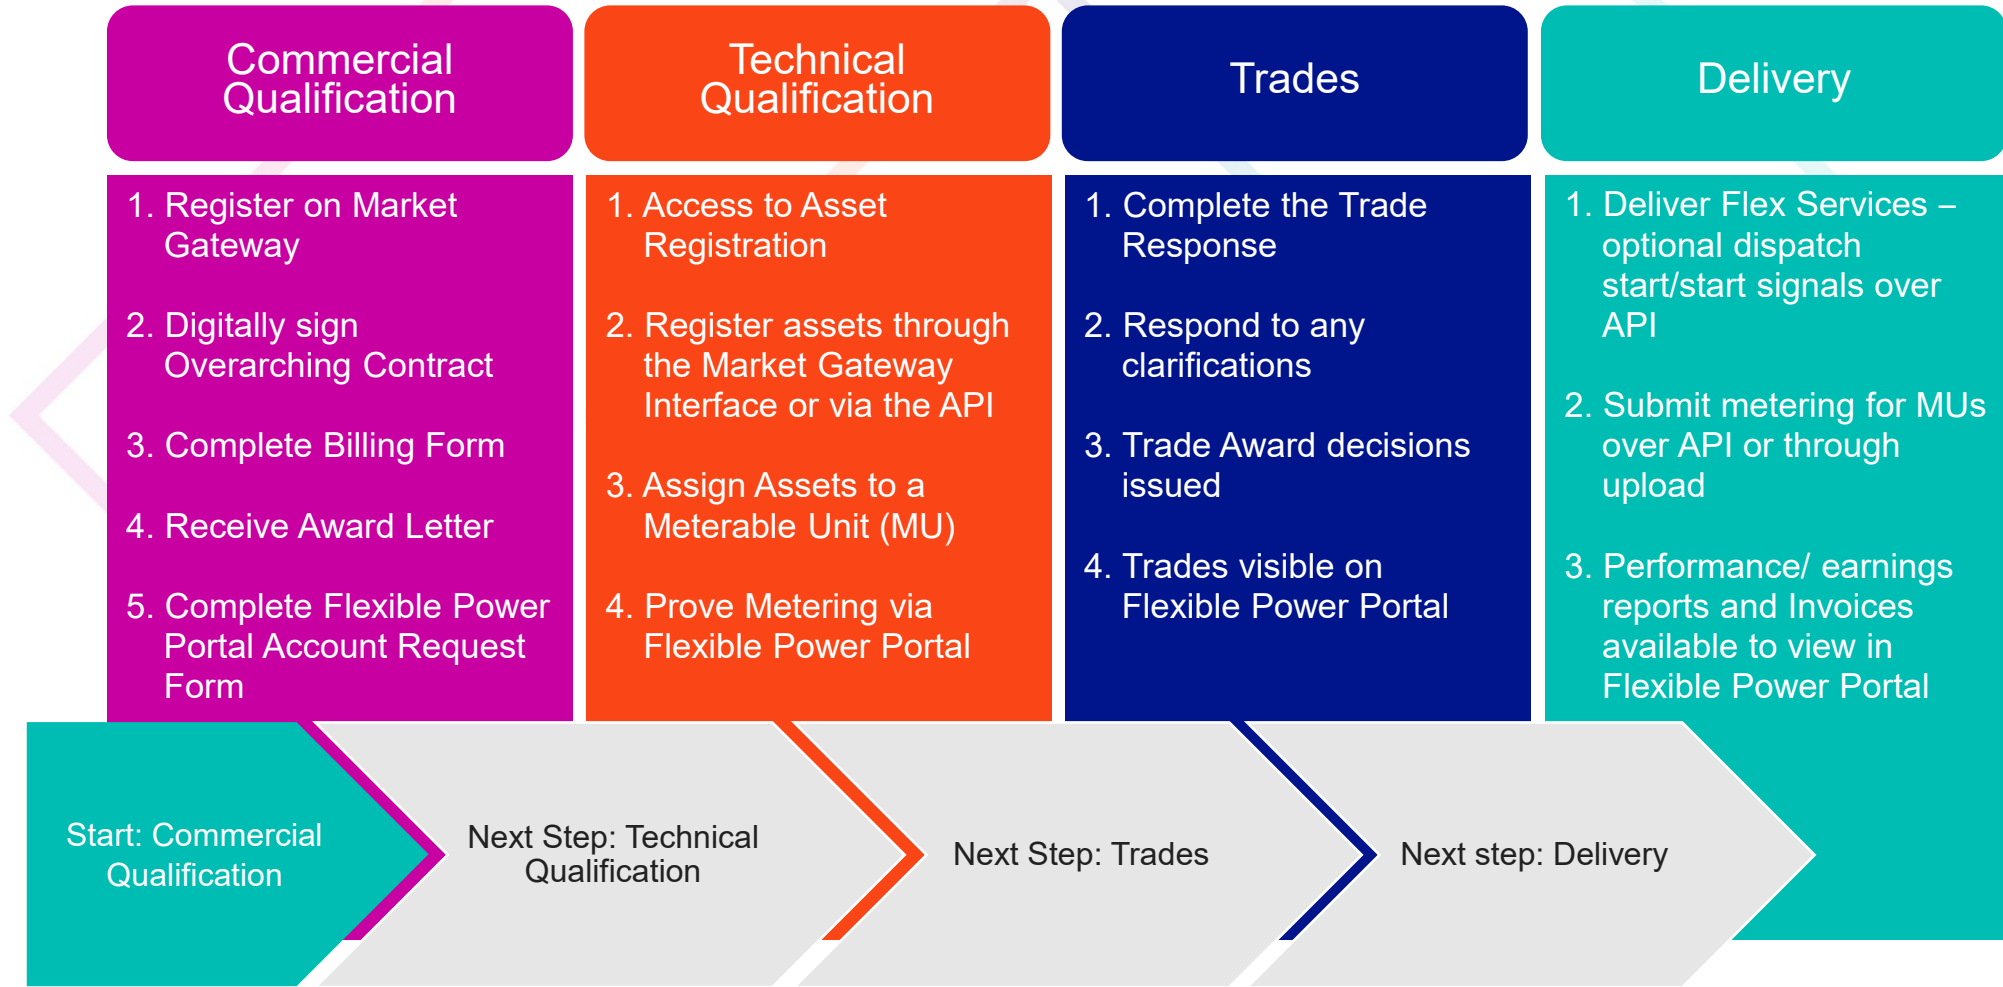 Commercial
Qualification
1. Register on Market
Gateway
2. Digitally sign
Overarching Contract
3. Complete Billing Form
4. Receive Award Letter
5. Complete Flexible Power
Portal Account Request
Form
Technical
Qualification
1. Access to Asset
Registration
2. Register assets through
the Market Gateway
Interface or via the API
3. Assign Assets to a
Meterable Unit (MU)
4. Prove Metering via
Flexible Power Portal
Trades
1. Complete the Trade
Response
2. Respond to any
clarifications
3. Trade Award decisions
issued
4. Trades visible on
Flexible Power Portal
Delivery
1. Deliver Flex Services –
optional dispatch
start/start signals over
API
2. Submit metering for MUs
over API or through
upload
3. Performance/ earnings
reports and Invoices
available to view in
Flexible Power Portal
Start: Commercial
Qualification
Next Step: Technical
Qualification
Next Step: Trades
Next step: Delivery